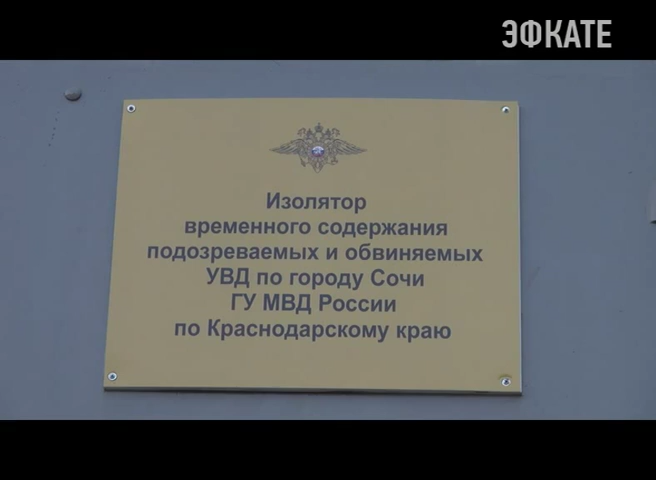 ЭФКАТЕ
Изолятор
временного содержания
подозреваемых и обвиняемых
УВД по городу Сочи
ГУ МВД России
по Краснодарскому краю